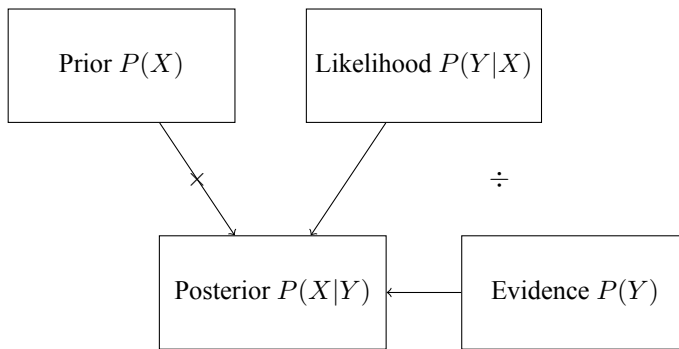 Prior P(X)
Likelihood P(Y|X)
×
÷
Posterior P(X|Y)
Evidence P(Y)